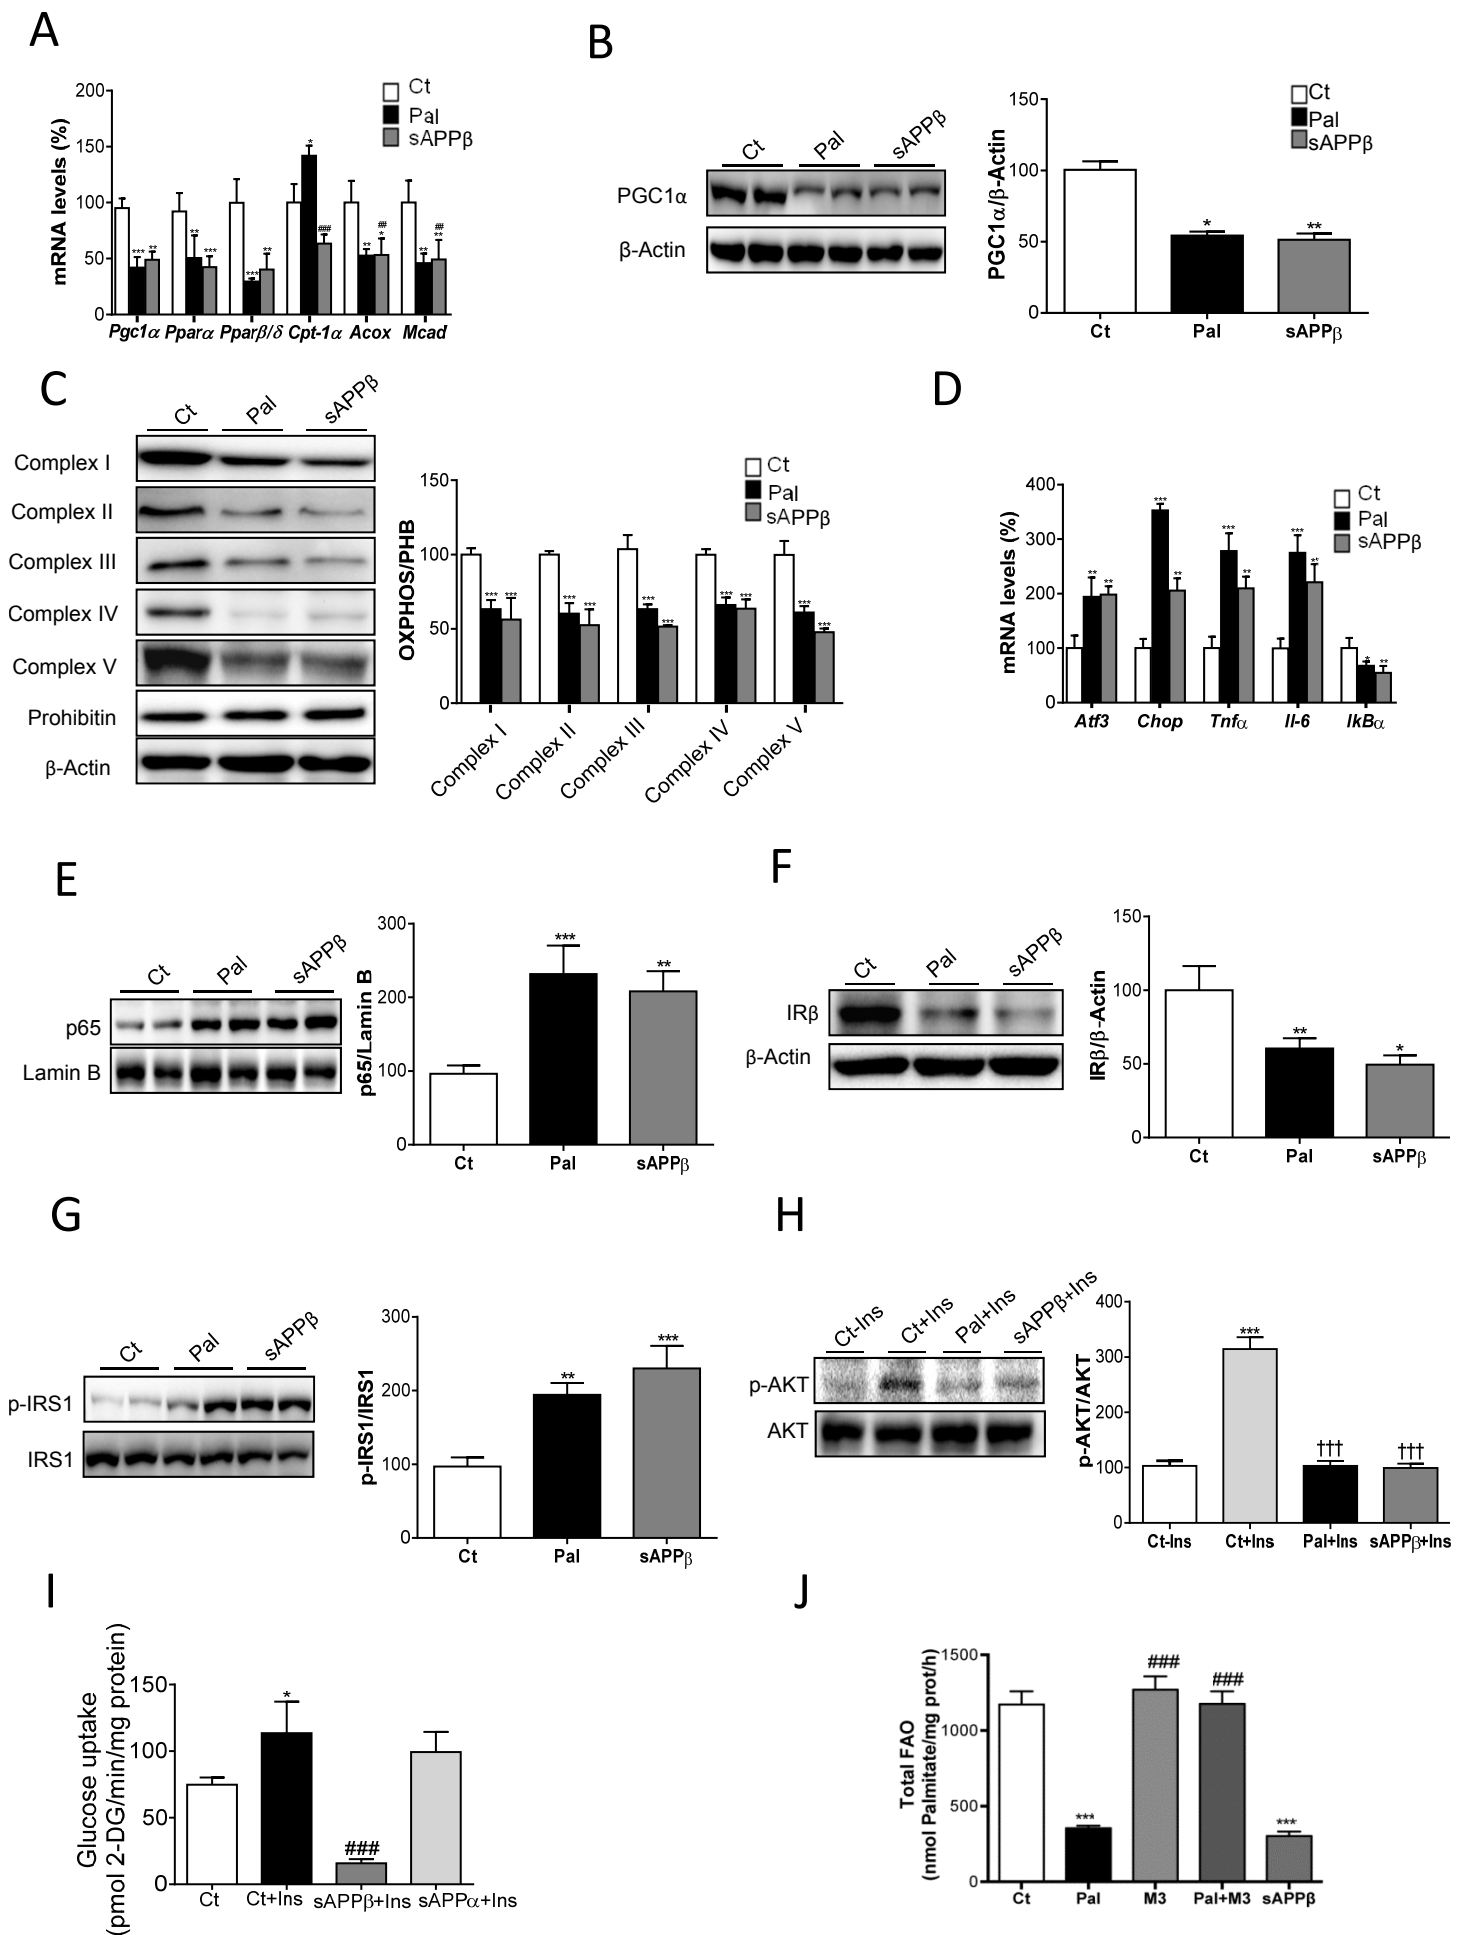 A
Ct
Pal
sAPPβ
200
150
100
50
0
mRNA levels (%)
*
*** ** ** *** *** ** ### ** ## * ** ## **
Pgc1α Pparα Pparβ/δ Cpt-1α Acox Mcad
B
Ct Pal sAPPβ
PGC1α
β-Actin
Ct
Pal
sAPPβ
150
100
50
0
PGC1α/β-Actin
* **
Ct Pal sAPPβ
C
Ct Pal sAPPβ
Complex I
Complex II
Complex III
Complex IV
Complex V
Prohibitin
β-Actin
Ct
Pal
sAPPβ
150
100
50
0
OXPHOS/PHB
*** *** *** *** *** *** *** *** *** ***
Complex I Complex II Complex III Complex IV Complex V
D
Ct
Pal
sAPPβ
400
300
200
100
0
mRNA levels (%)
** ** *** ** *** ** *** ** * **
Atf3 Chop Tnfα Il-6 IkBα
E
Ct Pal sAPPβ
p65
Lamin B
300
200
100
0
p65/Lamin B
*** **
Ct Pal sAPPβ
F
Ct Pal sAPPβ
IRβ
β-Actin
150
100
50
0
IRβ/β-Actin
** *
Ct Pal sAPPβ
G
Ct Pal sAPPβ
p-IRS1
IRS1
300
200
100
0
p-IRS1/IRS1
** ***
Ct Pal sAPPβ
H
Ct-Ins Ct+Ins Pal+Ins sAPPβ+Ins
p-AKT
AKT
400
300
200
100
0
p-AKT/AKT
*** ††† †††
Ct-Ins Ct+Ins Pal+Ins sAPPβ+Ins
I
150
100
50
0
Glucose uptake
(pmol 2-DG/min/mg protein)
* ###
Ct Ct+Ins sAPPβ+Ins sAPPα+Ins
J
1500
1000
500
0
Total FAO
(nmol Palmitate/mg prot/h)
*** ### ### ***
Ct Pal M3 Pal+M3 sAPPβ